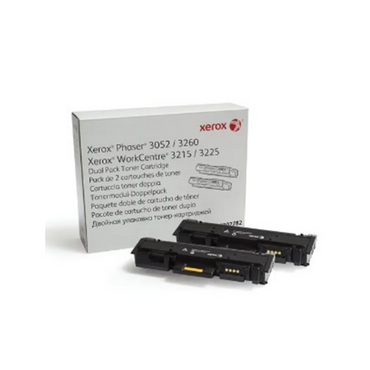 xerox
Xerox® Phaser® 3052 / 3260
Xerox® WorkCentre® 3215 / 3225
Dual Pack Toner Cartridge
Pack de 2 cartouches de toner
Cartuccia toner doppia
Tonermodul Doppelpack
Paquete doble de cartucho de tóner
Pacote de cartucho de toner duplo
Двойная упаковка тонер-картриджей